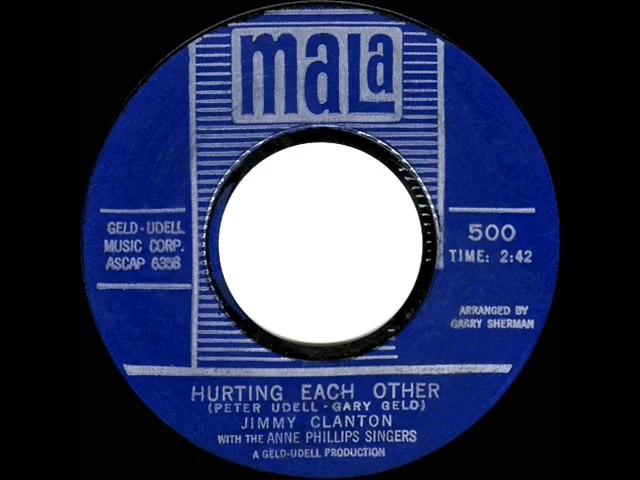 mala
GELD-UDELL
MUSIC CORP.
ASCAP 6358
500
TIME: 2:42
ARRANGED BY
GARRY SHERMAN
HURTING EACH OTHER
(PETER UDELL - GARY GELD)
JIMMY CLANTON
WITH THE ANNE PHILLIPS SINGERS
A GELD-UDELL PRODUCTION